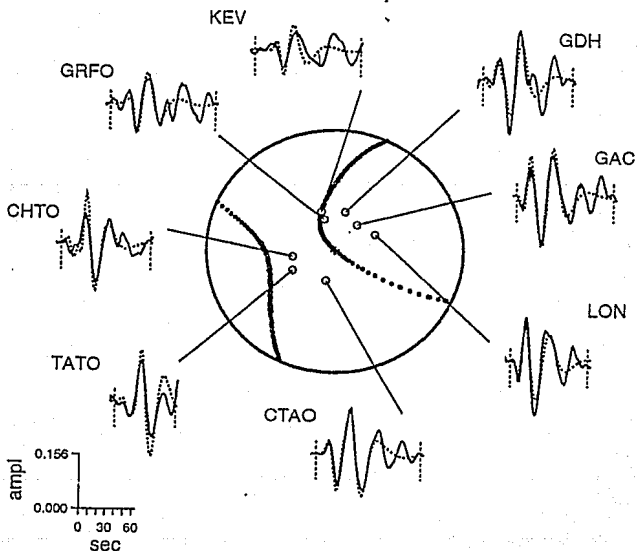 KEV
GDH
GRFO
GAC
CHTO
LON
TATO
CTAO
0.156
ampl
0.000
0 30 60
sec